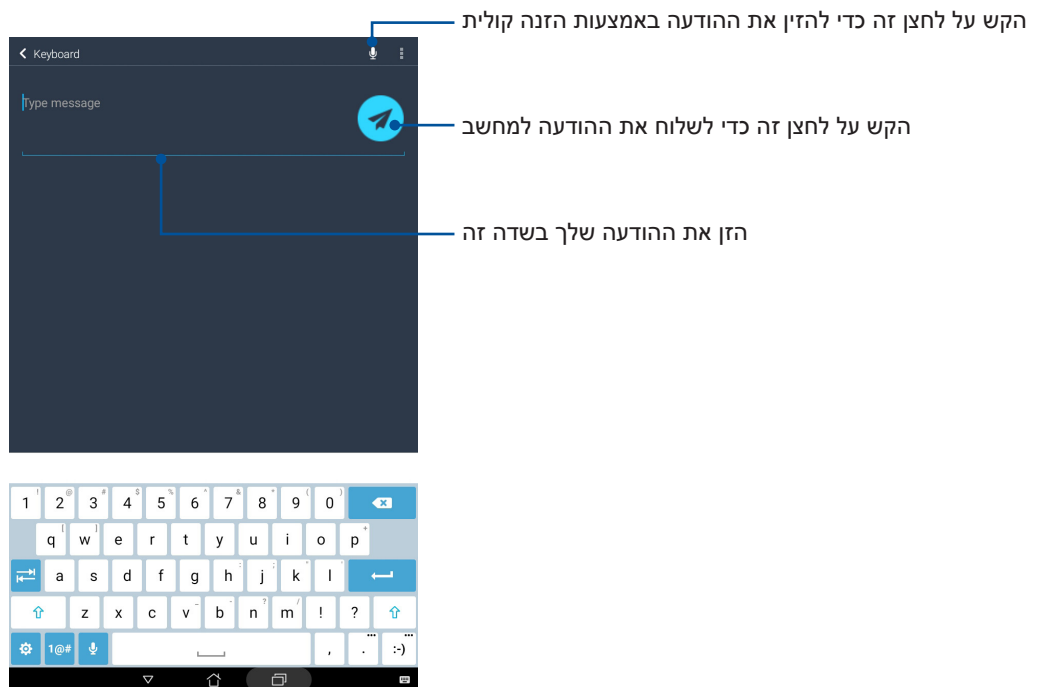 הקש על לחצן זה כדי להזין את ההודעה באמצעות הזנה קולית
Keyboard
Type message
הקש על לחצן זה כדי לשלוח את ההודעה למחשב
הזן את ההודעה שלך בשדה זה
1 ! 2 @ 3 # 4 $ 5 % 6 ^ 7 & 8 * 9 ( 0 )
q [ w ] e r t y u i o p +
a s d f g h : j ; k " l '
z x c v _ b - n ? m / ! ?
1@# , . ... :-) ...